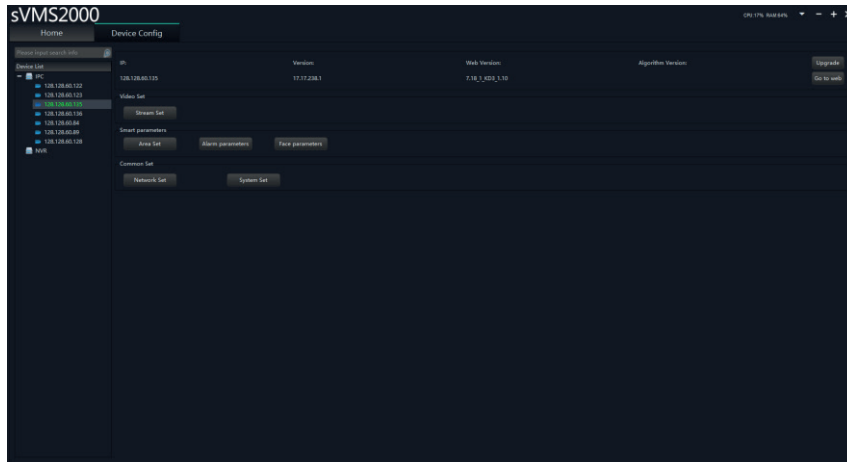 sVMS2000
CPU:17% RAM:64%
Home Device Config
Please Input search info
Device List
IPC
128.128.60.122
128.128.60.123
128.128.60.125
128.128.60.136
128.128.60.84
128.128.60.89
128.128.60.128
NVR
IP: Version: Web Version: Algorithm Version: Upgrade
128.128.60.125 17.17.238.1 7.18_1_KD3_1.10 Go to web
Video Set
Stream Set
Smart parameters
Area Set Alarm parameters Face parameters
Common Set
Network Set System Set